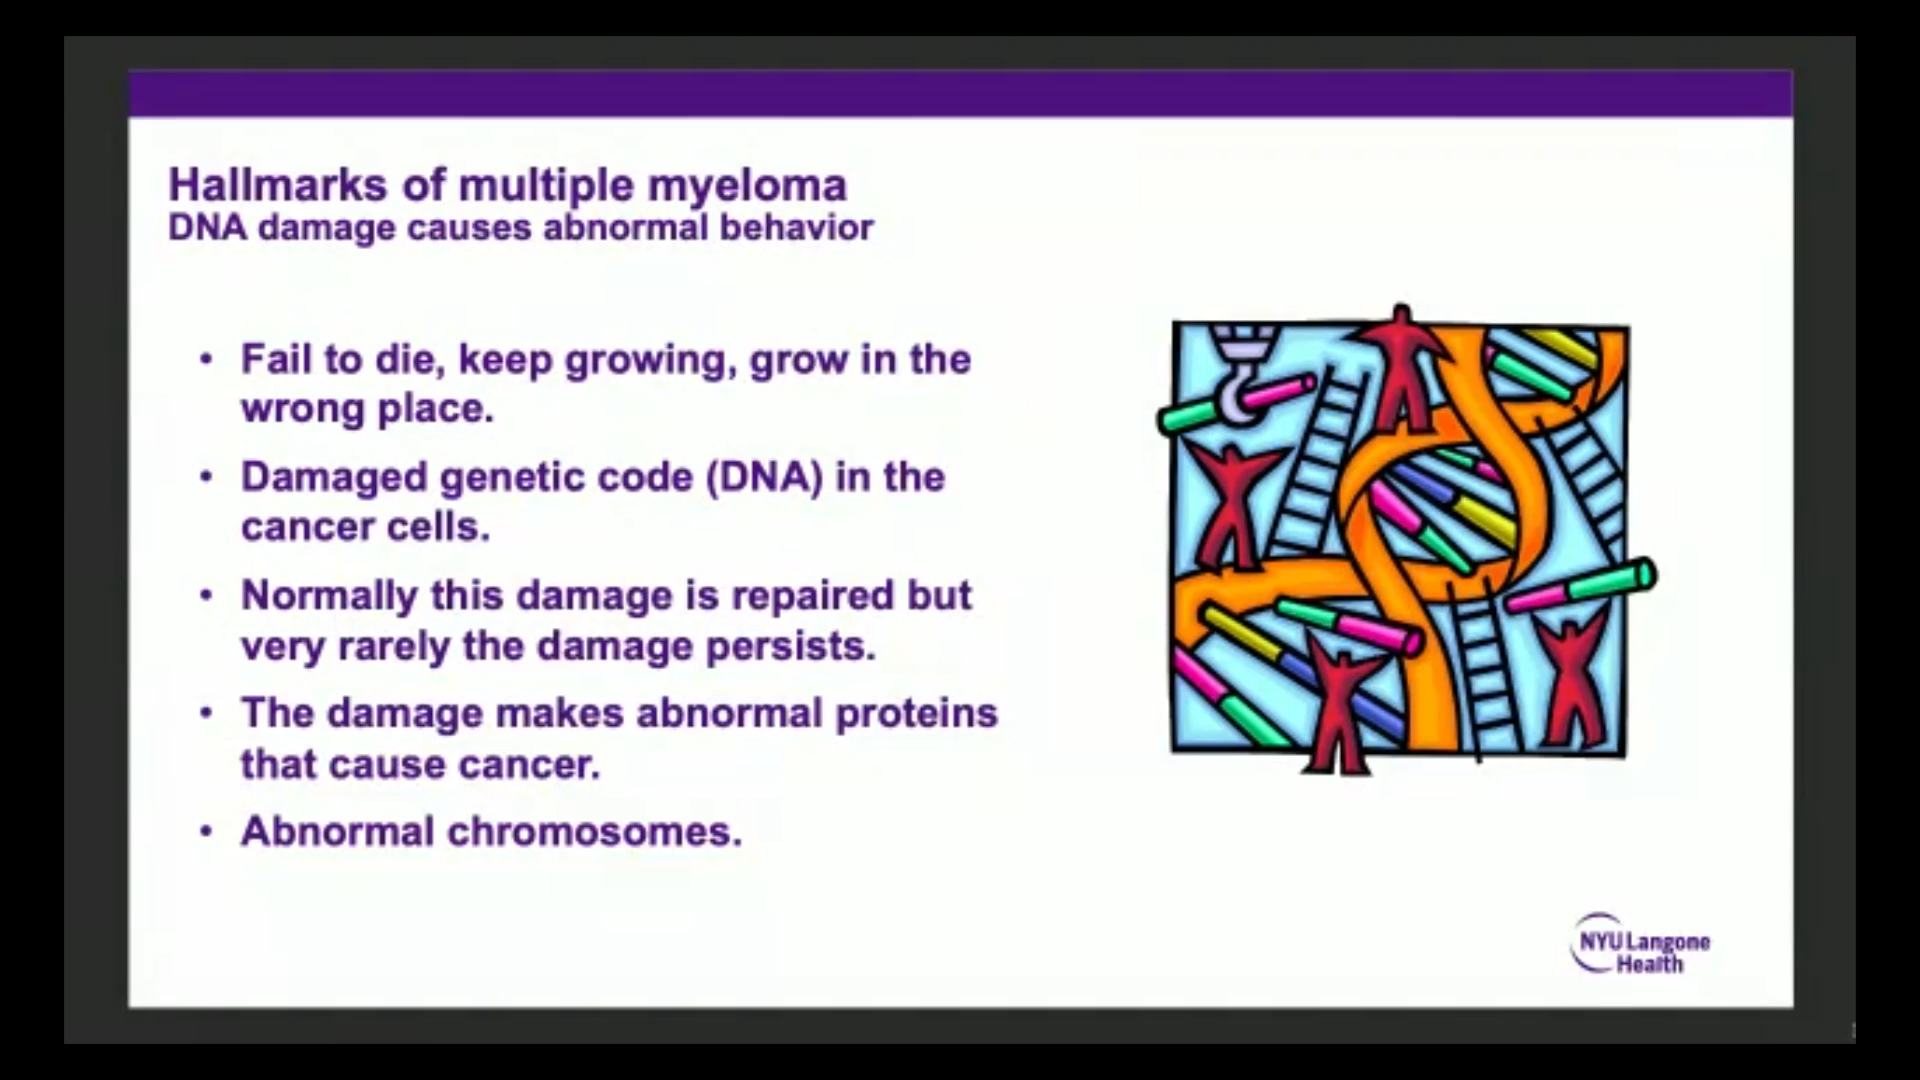 Hallmarks of multiple myeloma
DNA damage causes abnormal behavior
• Fail to die, keep growing, grow in the
wrong place.
• Damaged genetic code (DNA) in the
cancer cells.
• Normally this damage is repaired but
very rarely the damage persists.
• The damage makes abnormal proteins
that cause cancer.
• Abnormal chromosomes.
NYU Langone
Health